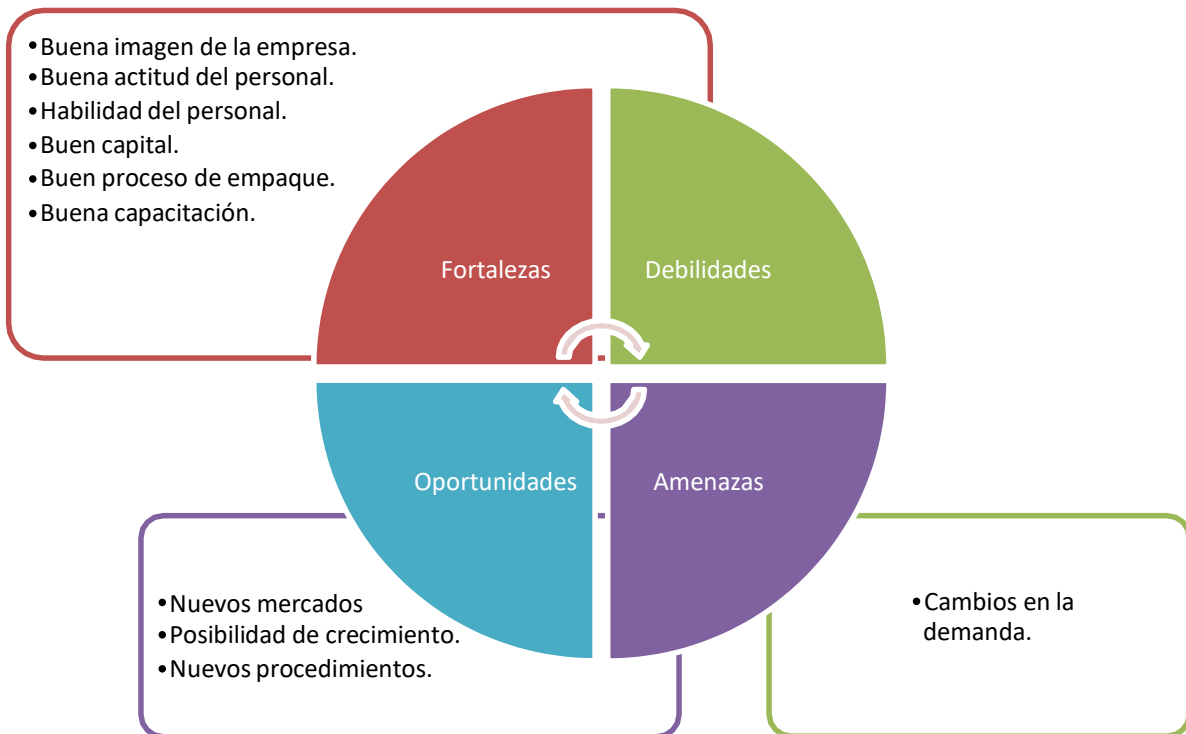 •Buena imagen de la empresa.
•Buena actitud del personal.
•Habilidad del personal.
•Buen capital.
•Buen proceso de empaque.
•Buena capacitación.
Fortalezas
Debilidades
Oportunidades
Amenazas
•Nuevos mercados
•Posibilidad de crecimiento.
•Nuevos procedimientos.
•Cambios en la
demanda.